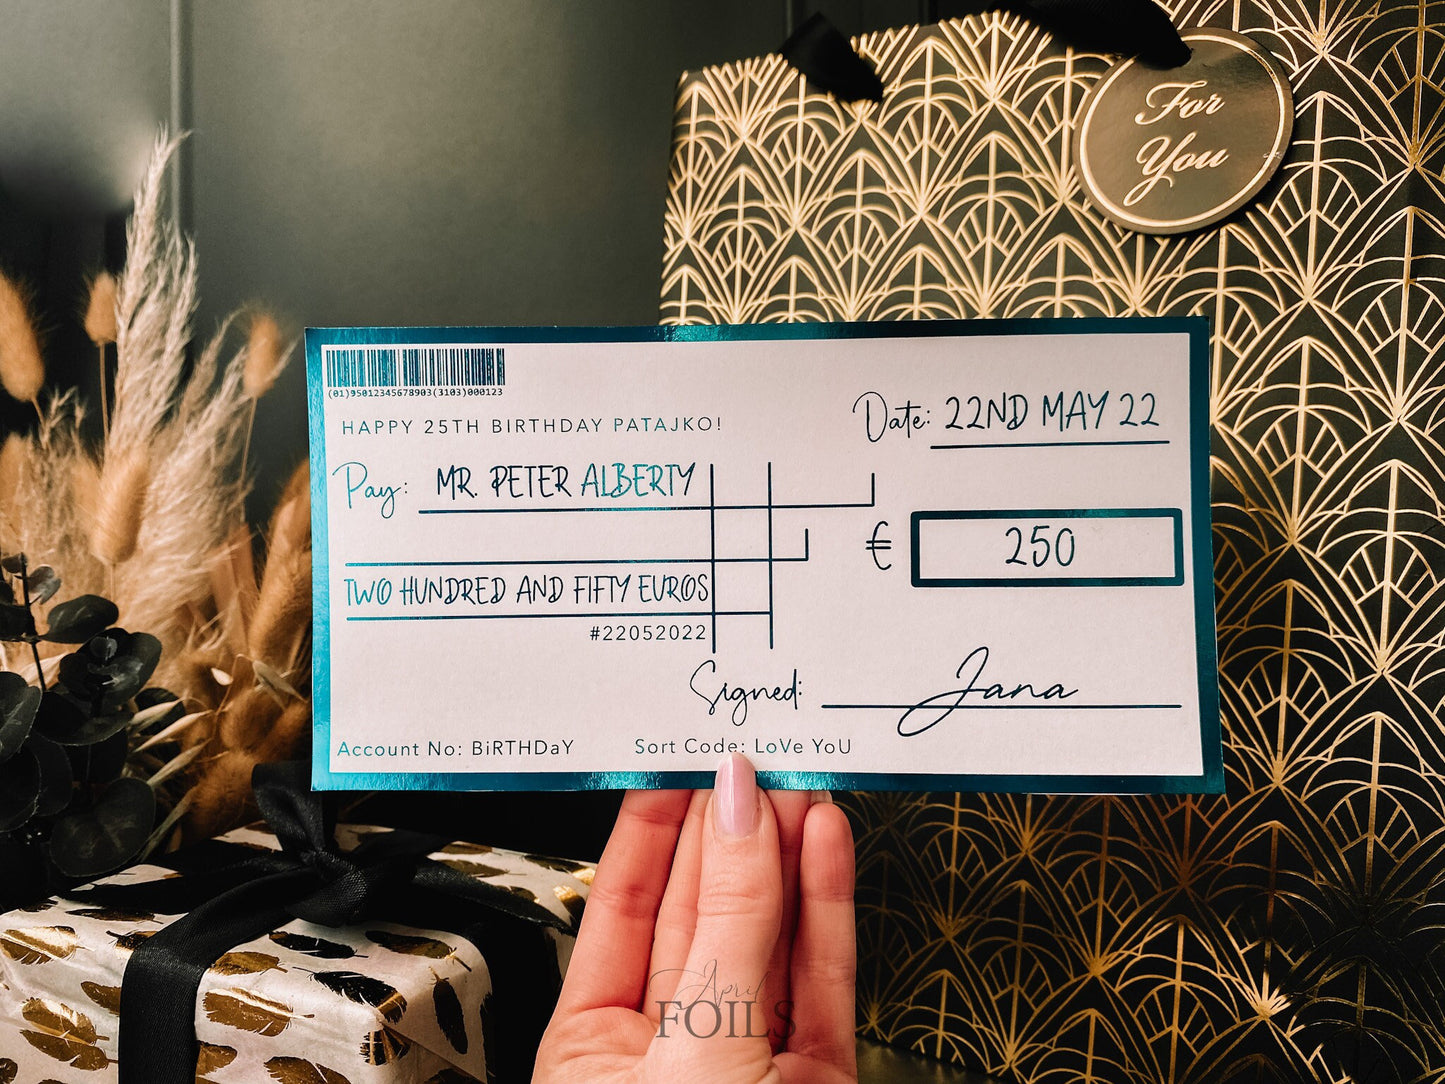 For
You
(01)95012345678903(3103)000123
HAPPY 25TH BIRTHDAY PATAJKO!
Date: 22ND MAY 22
Pay: MR. PETER ALBERTY
€ 250
TWO HUNDRED AND FIFTY EUROS
#22052022
Signed: Jana
Account No: BiRTHDaY Sort Code: LoVe YoU
April
FOILS